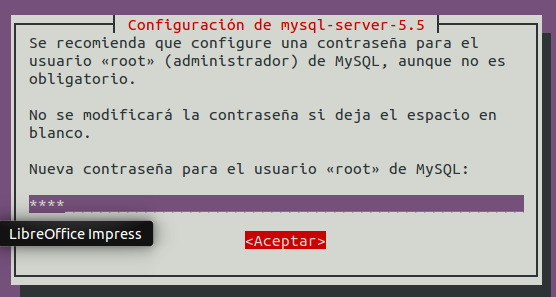 Configuración de mysql-server-5.5
Se recomienda que configure una contraseña para el
usuario «root» (administrador) de MySQL, aunque no es
obligatorio.
No se modificará la contraseña si deja el espacio en
blanco.
Nueva contraseña para el usuario «root» de MySQL:
****
LibreOffice Impress
<Aceptar>